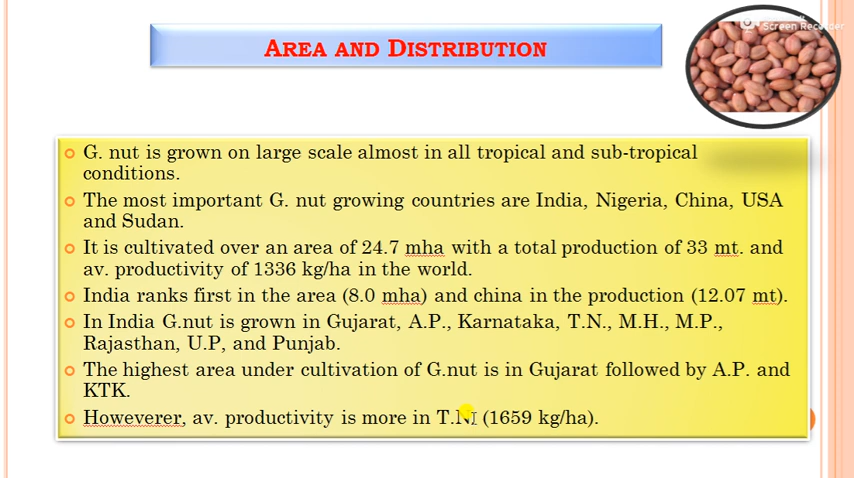 Screen Recorder
AREA AND DISTRIBUTION
G. nut is grown on large scale almost in all tropical and sub-tropical
conditions.
The most important G. nut growing countries are India, Nigeria, China, USA
and Sudan.
It is cultivated over an area of 24.7 mha with a total production of 33 mt. and
av. productivity of 1336 kg/ha in the world.
India ranks first in the area (8.0 mha) and china in the production (12.07 mt).
In India G.nut is grown in Gujarat, A.P., Karnataka, T.N., M.H., M.P.,
Rajasthan, U.P, and Punjab.
The highest area under cultivation of G.nut is in Gujarat followed by A.P. and
KTK.
Howeverer, av. productivity is more in T.N. (1659 kg/ha).